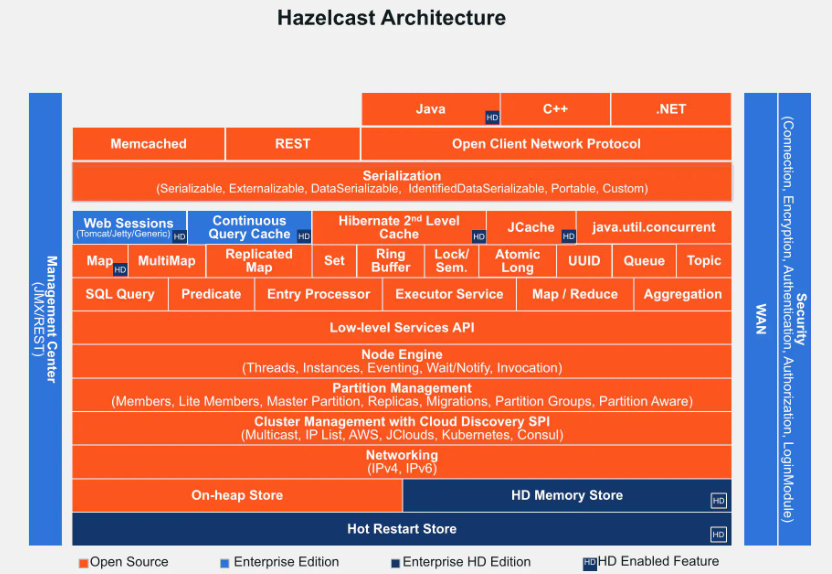 Hazelcast Architecture
Java HD
C++
.NET
Memcached
REST
Open Client Network Protocol
Serialization
(Serializable, Externalizable, DataSerializable, IdentifiedDataSerializable, Portable, Custom)
Web Sessions
(Tomcat/Jetty/Generic) HD
Continuous
Query Cache HD
Hibernate 2nd Level
Cache HD
JCache HD
java.util.concurrent
Map HD
MultiMap
Replicated
Map
Set
Ring
Buffer
Lock/
Sem.
Atomic
Long
UUID
Queue
Topic
SQL Query
Predicate
Entry Processor
Executor Service
Map / Reduce
Aggregation
Low-level Services API
Node Engine
(Threads, Instances, Eventing, Wait/Notify, Invocation)
Partition Management
(Members, Lite Members, Master Partition, Replicas, Migrations, Partition Groups, Partition Aware)
Cluster Management with Cloud Discovery SPI
(Multicast, IP List, AWS, JClouds, Kubernetes, Consul)
Networking
(IPv4, IPv6)
On-heap Store
HD Memory Store HD
Hot Restart Store HD
Management Center
(JMX/REST)
WAN
Security
(Connection, Encryption, Authentication, Authorization, LoginModule)
Open Source
Enterprise Edition
Enterprise HD Edition
HD HD Enabled Feature